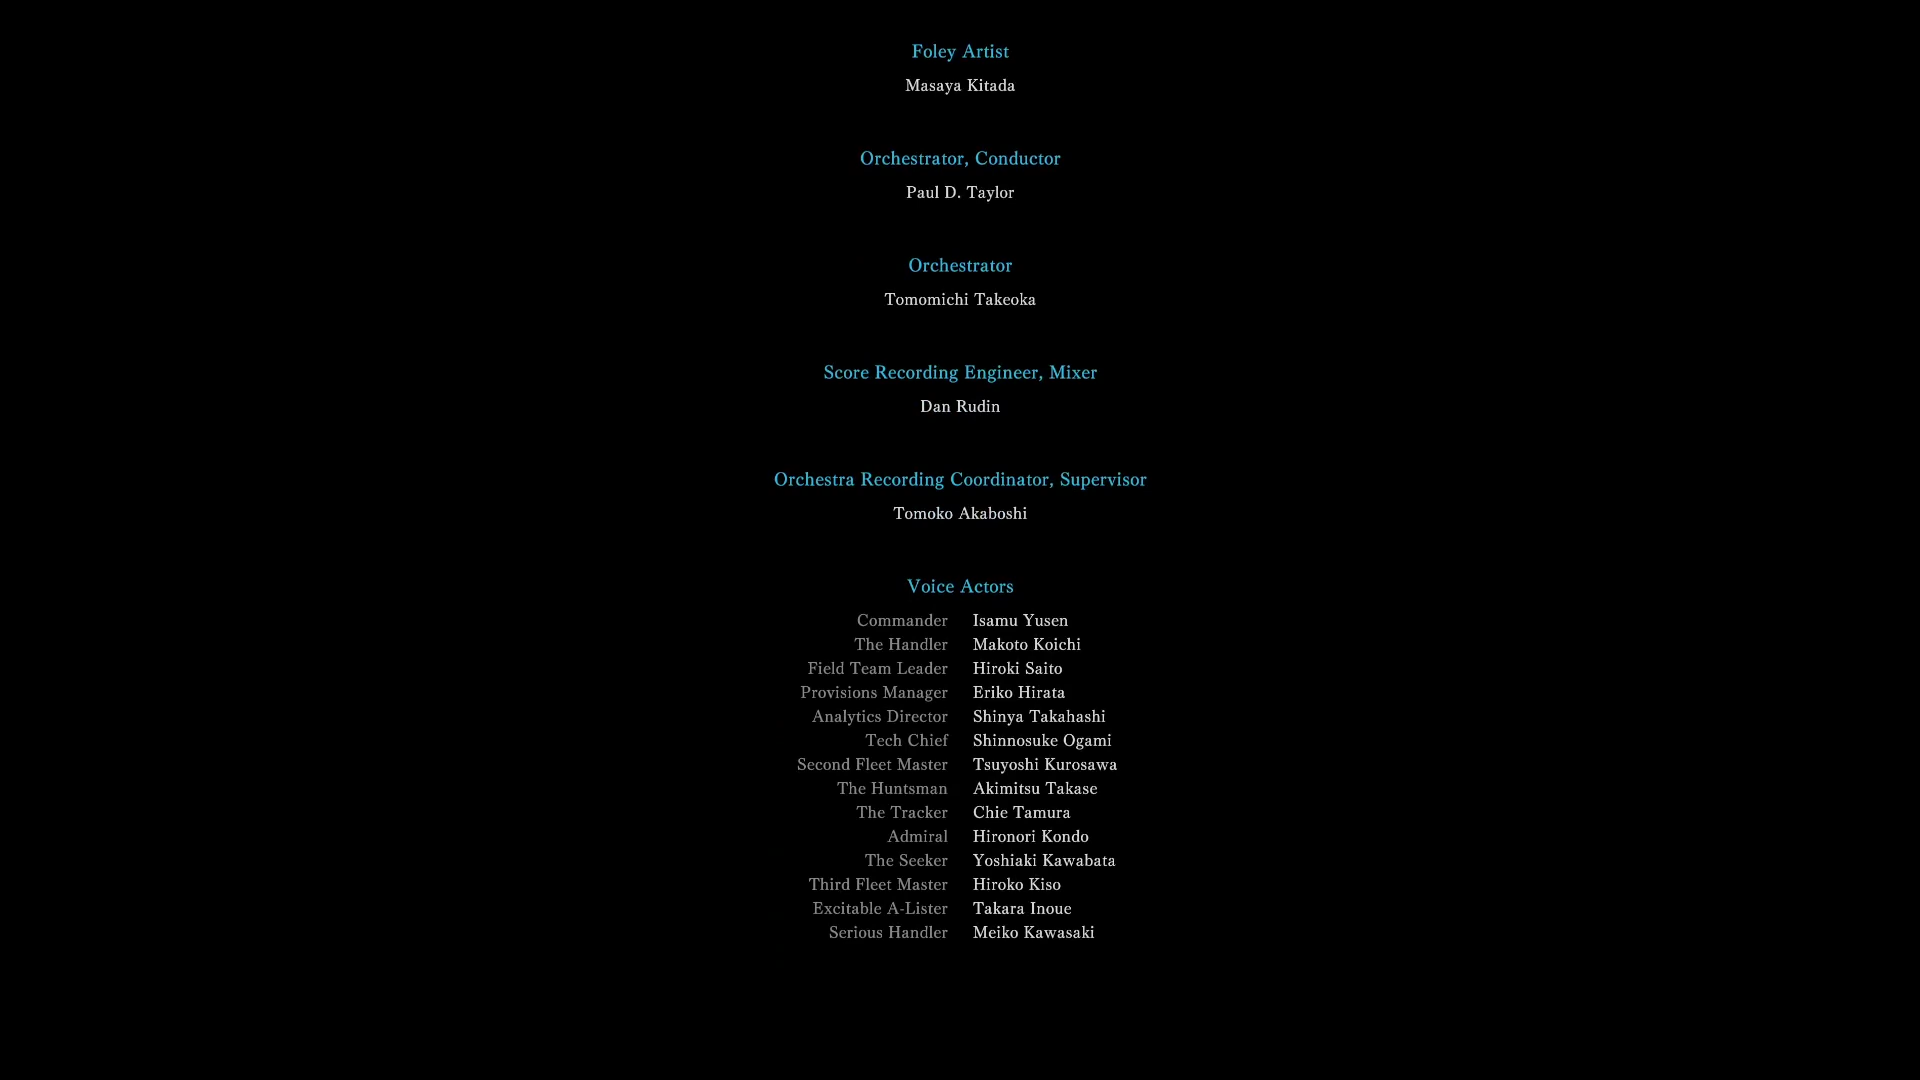 Foley Artist
Masaya Kitada
Orchestrator, Conductor
Paul D. Taylor
Orchestrator
Tomomichi Takeoka
Score Recording Engineer, Mixer
Dan Rudin
Orchestra Recording Coordinator, Supervisor
Tomoko Akaboshi
Voice Actors
Commander Isamu Yusen
The Handler Makoto Koichi
Field Team Leader Hiroki Saito
Provisions Manager Eriko Hirata
Analytics Director Shinya Takahashi
Tech Chief Shinnosuke Ogami
Second Fleet Master Tsuyoshi Kurosawa
The Huntsman Akimitsu Takase
The Tracker Chie Tamura
Admiral Hironori Kondo
The Seeker Yoshiaki Kawabata
Third Fleet Master Hiroko Kiso
Excitable A-Lister Takara Inoue
Serious Handler Meiko Kawasaki